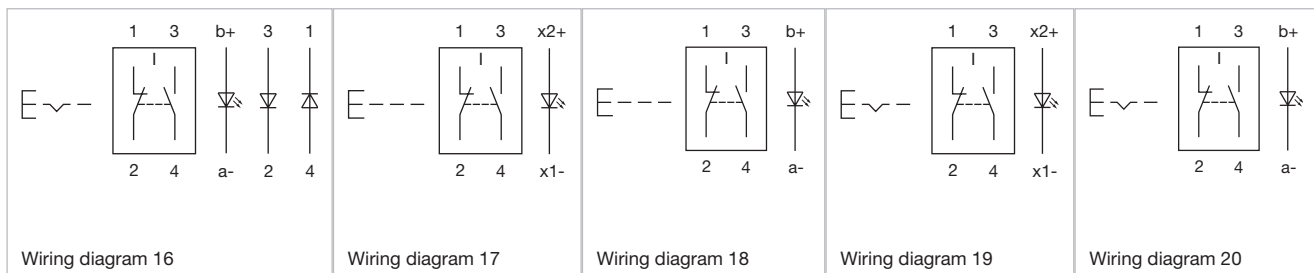 1 3 b+ 3 1
I
2 4 a- 2 4
Wiring diagram 16
1 3 x2+
I
2 4 x1-
Wiring diagram 17
1 3 b+
I
2 4 a-
Wiring diagram 18
1 3 x2+
I
2 4 x1-
Wiring diagram 19
1 3 b+
I
2 4 a-
Wiring diagram 20